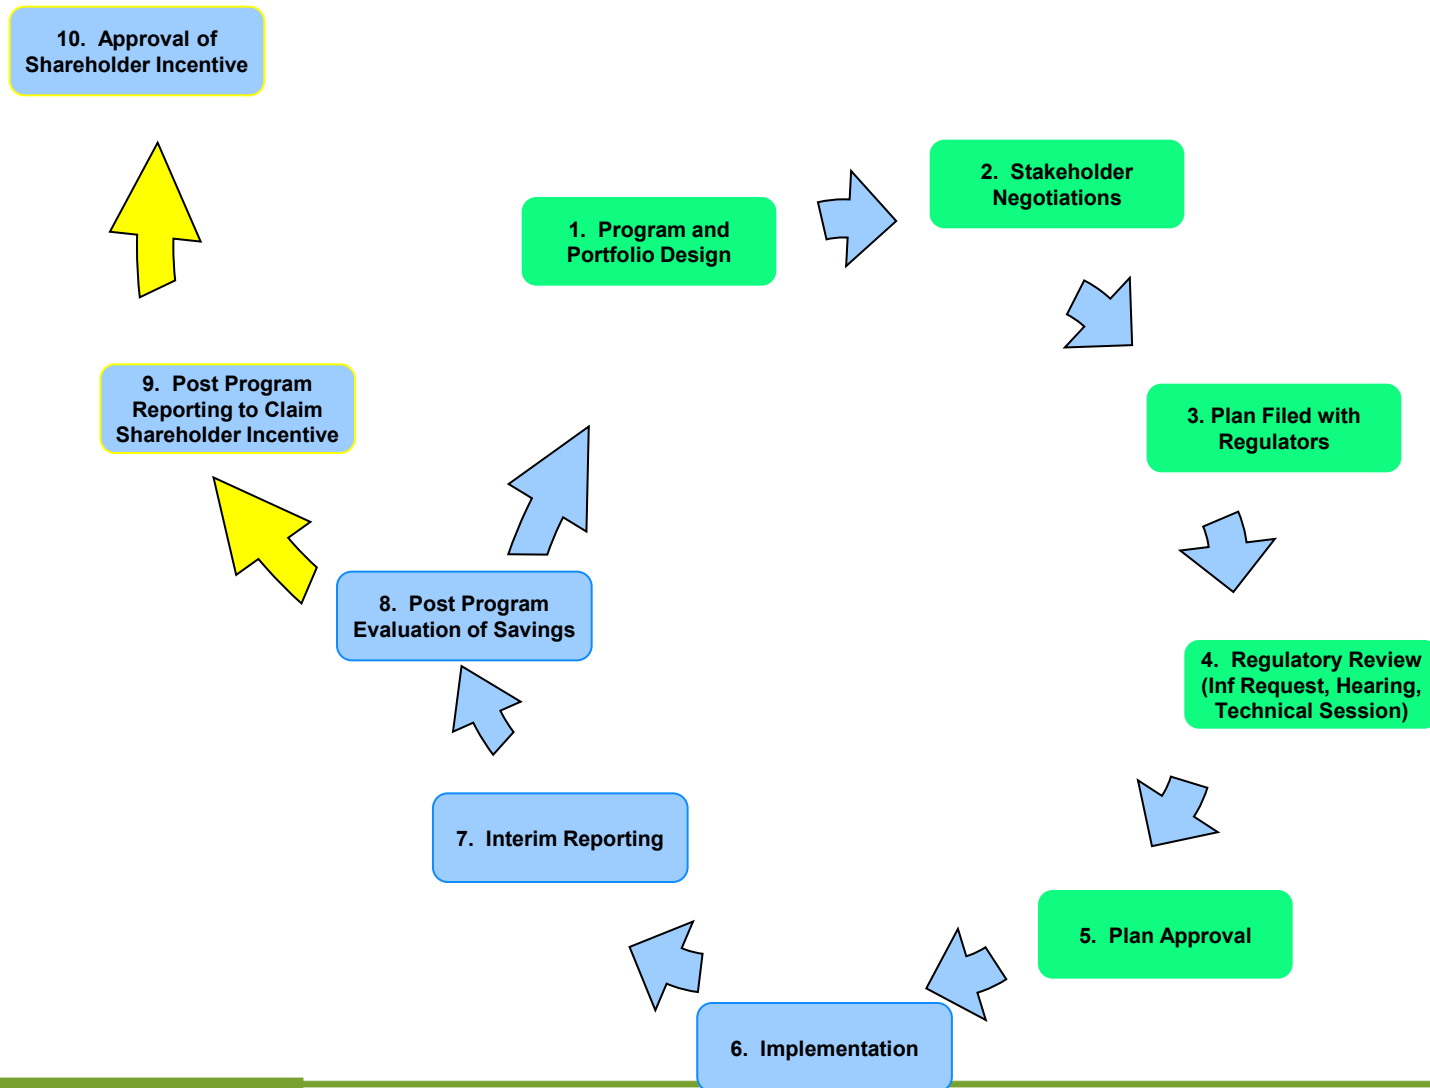 10. Approval of
Shareholder Incentive
1. Program and
Portfolio Design
2. Stakeholder
Negotiations
3. Plan Filed with
Regulators
4. Regulatory Review
(Inf Request, Hearing,
Technical Session)
5. Plan Approval
6. Implementation
7. Interim Reporting
8. Post Program
Evaluation of Savings
9. Post Program
Reporting to Claim
Shareholder Incentive